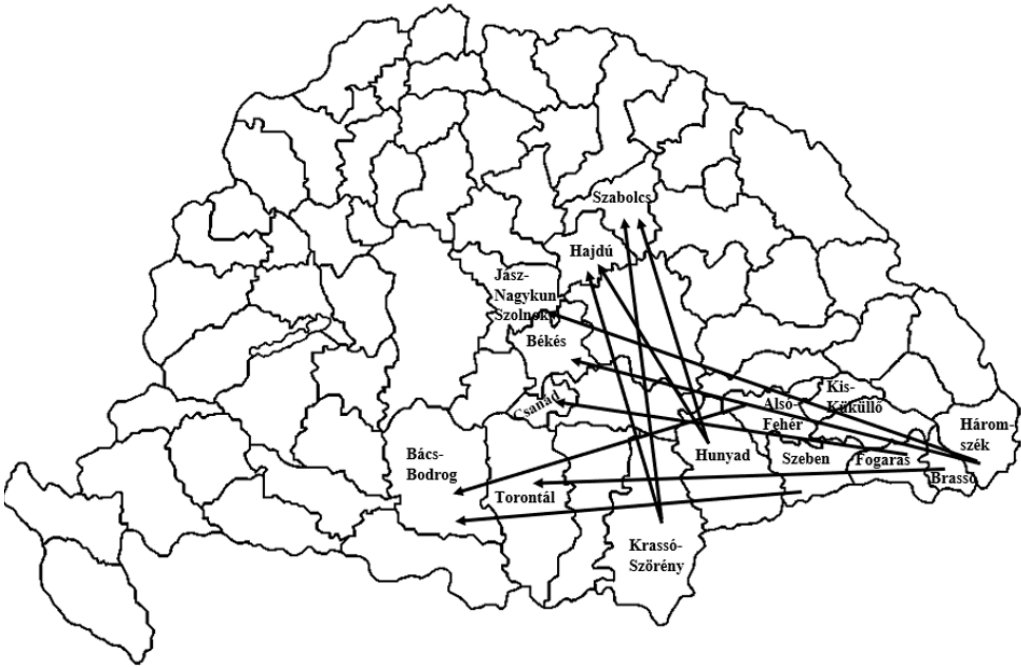 Szabolcs
Hajdú
Jász-
Nagykun
Szolnok
Békés
Csanád
Kis-
Küküllő
Alsó-
Fehér
Három-
szék
Hunyad
Szeben
Fogaras
Brassó
Bács-
Bodrog
Torontál
Krassó-
Szörény